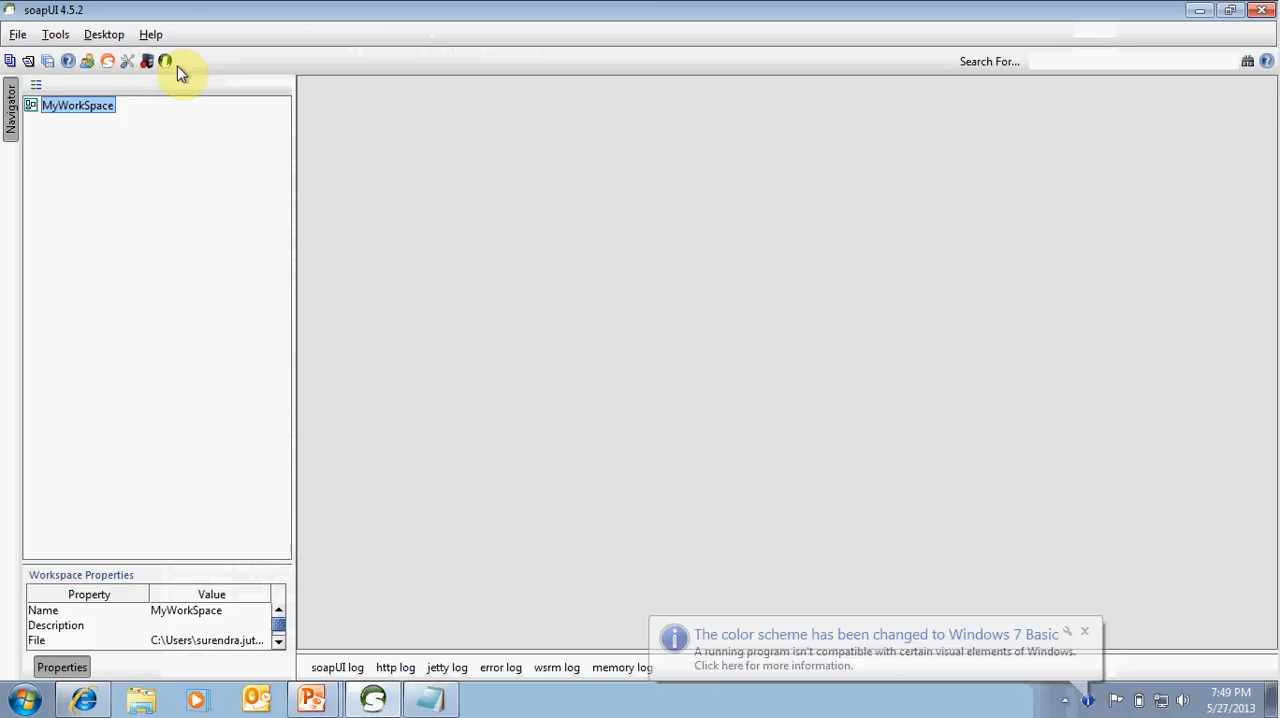 soapUI 4.5.2
File Tools Desktop Help
Search For...
Navigator
MyWorkSpace
Workspace Properties
Property Value
Name MyWorkSpace
Description
File C:\Users\surendra.jut...
Properties
soapUI log http log jetty log error log wsrm log memory log
The color scheme has been changed to Windows 7 Basic
A running program isn't compatible with certain visual elements of Windows.
Click here for more information.
7:49 PM
5/27/2013